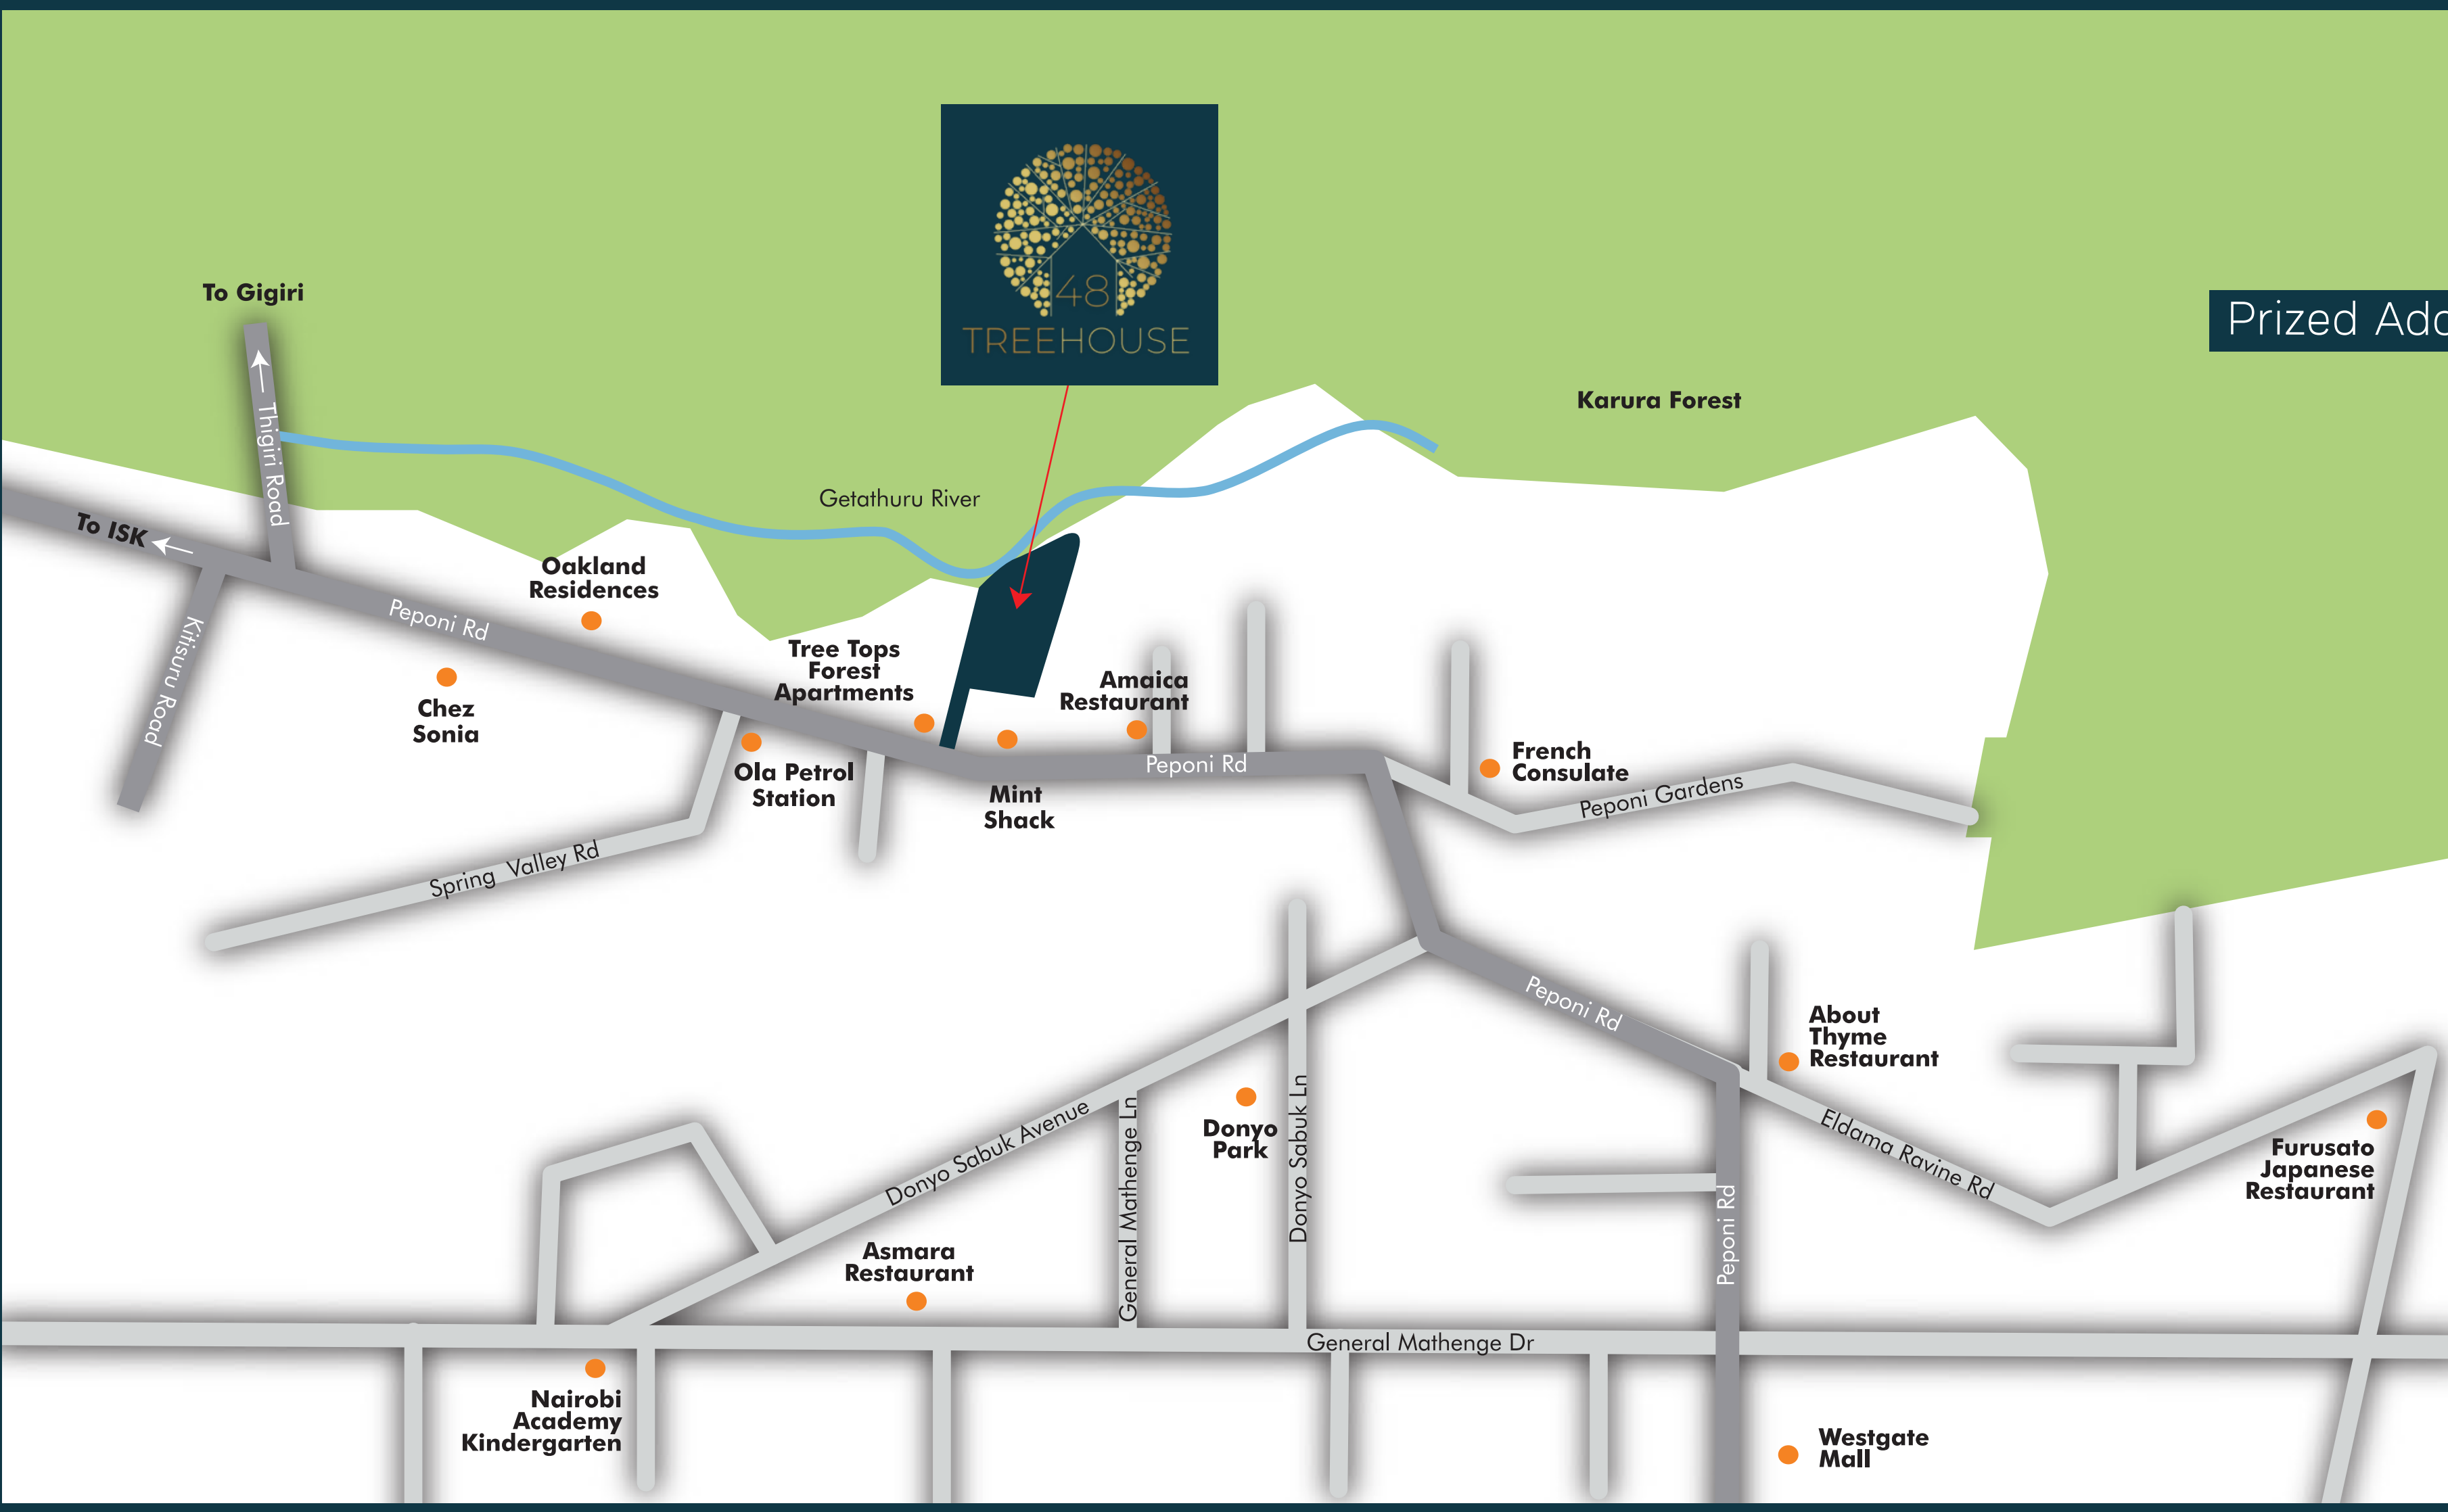 48
TREEHOUSE
To Gigiri
Prized
Karura Forest
Thigiri Road
Getathuru River
To ISK
Oakland
Residences
Peponi Rd
Kitisuru Road
Tree Tops
Forest
Apartments
Chez
Sonia
Amaica
Restaurant
Ola Petrol
Station
Peponi Rd
French
Consulate
Mint
Shack
Peponi Gardens
Spring Valley Rd
Peponi Rd
About
Thyme
Restaurant
Donyo Sabuk Avenue
General Mathenge Ln
Donyo
Park
Donyo Sabuk Ln
Eldama Ravine Rd
Furusato
Japanese
Restaurant
Peponi Rd
Asmara
Restaurant
General Mathenge Dr
Nairobi
Academy
Kindergarten
Westgate
Mall